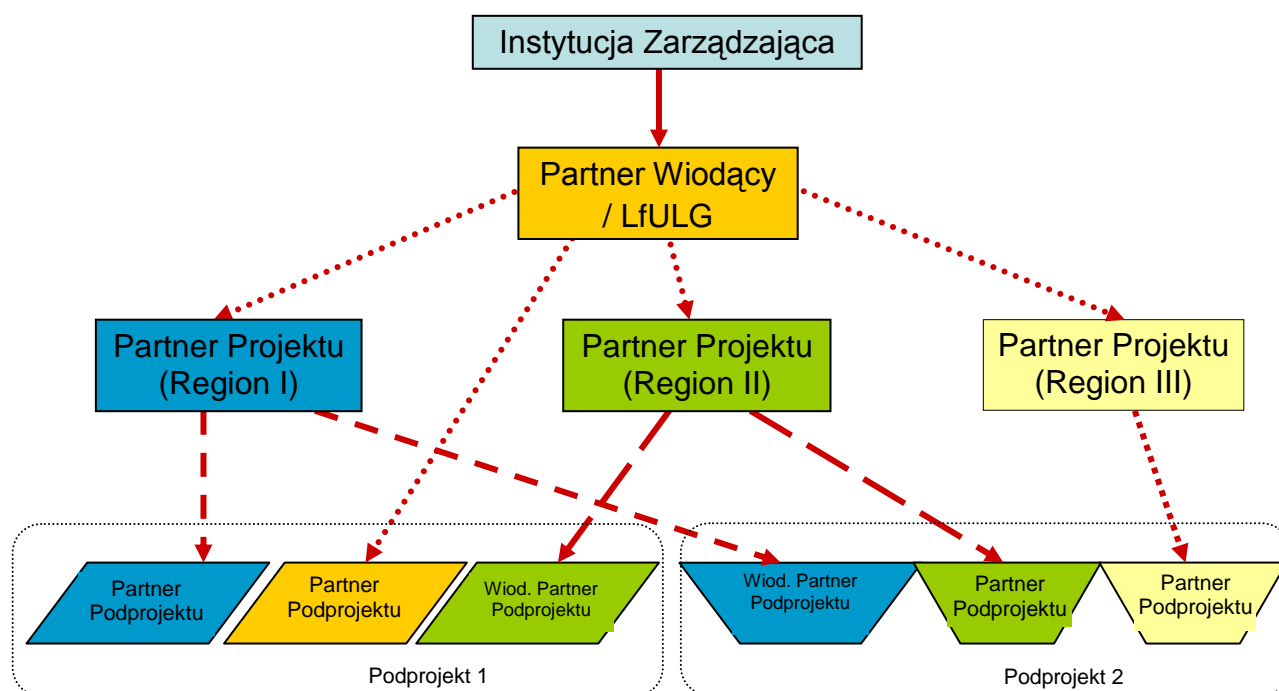 Instytucja Zarządzająca
Partner Wiodący
/ LfULG
Partner Projektu
(Region I)
Partner Projektu
(Region II)
Partner Projektu
(Region III)
Partner
Podprojektu
Partner
Podprojektu
Wiod. Partner
Podprojektu
Wiod. Partner
Podprojektu
Partner
Podprojektu
Partner
Podprojektu
Podprojekt 1
Podprojekt 2